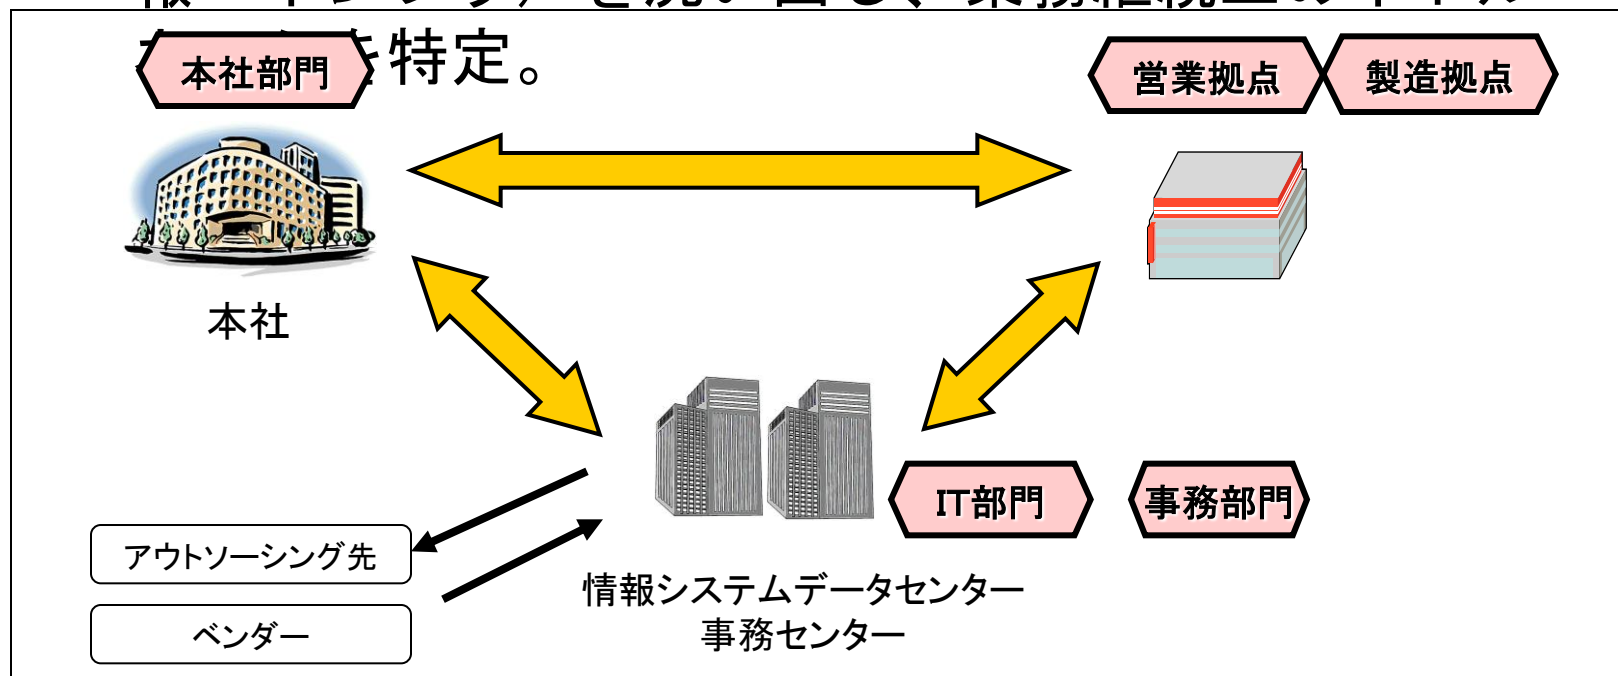 を特定。
本社部門
営業拠点
製造拠点
本社
IT部門
事務部門
アウトソーシング先
ベンダー
情報システムデータセンター
事務センター